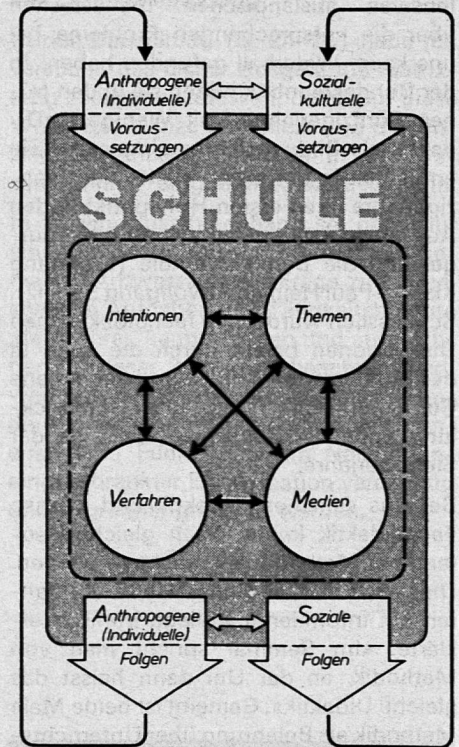 Anthropogene
(Individuelle)
Voraus-
setzungen
Sozial-
kulturelle
Voraus-
setzungen
SCHULE
Intentionen
Themen
Verfahren
Medien
Anthropogene
(Individuelle)
Folgen
Soziale
Folgen